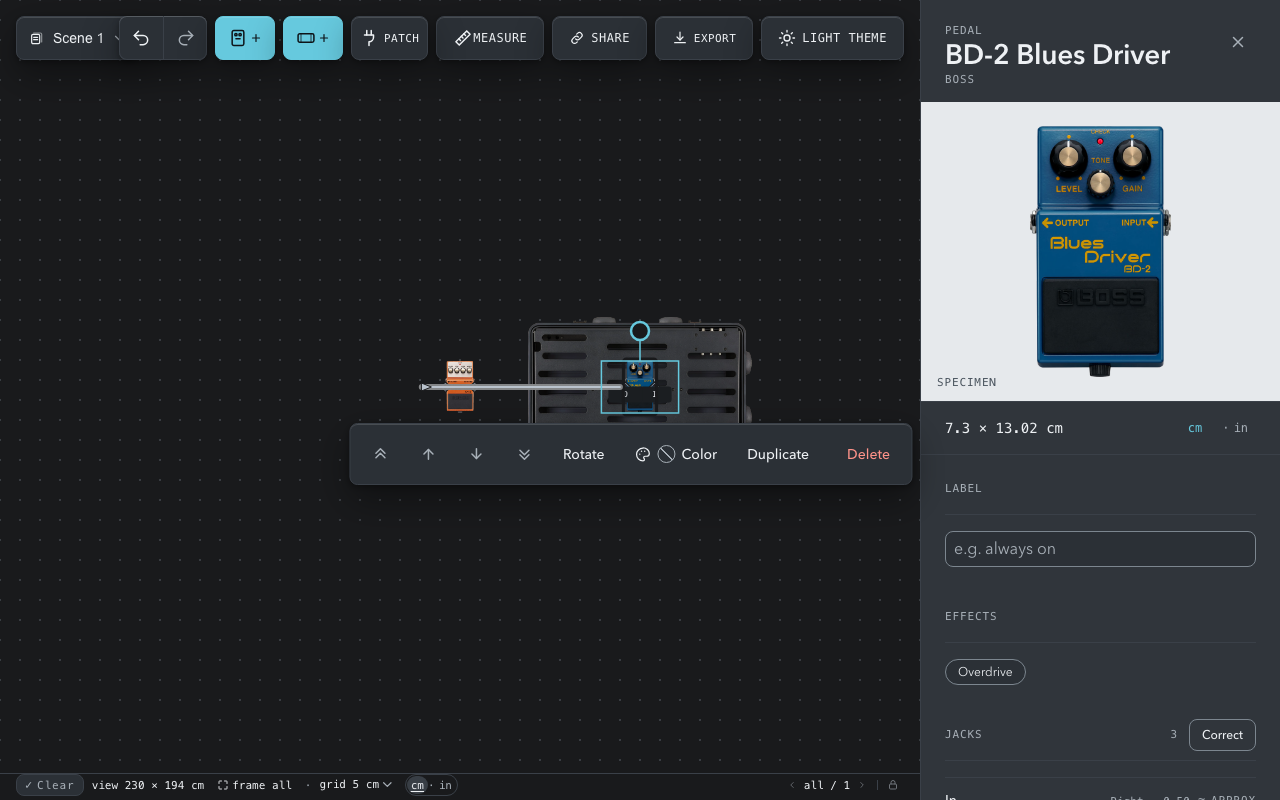 Scene 1
+
+
PATCH
MEASURE
SHARE
EXPORT
LIGHT THEME
PEDAL
BD-2 Blues Driver
BOSS
CHECK
TONE
LEVEL
GAIN
OUTPUT
INPUT
Blues
Driver
BD-2
BOSS
SPECIMEN
7.3 × 13.02 cm
cm · in
LABEL
e.g. always on
EFFECTS
Overdrive
JACKS
3
Correct
Rotate
Color
Duplicate
Delete
✓ Clear
view 230 × 194 cm
frame all
· grid 5 cm
cm · in
‹ all / 1 ›